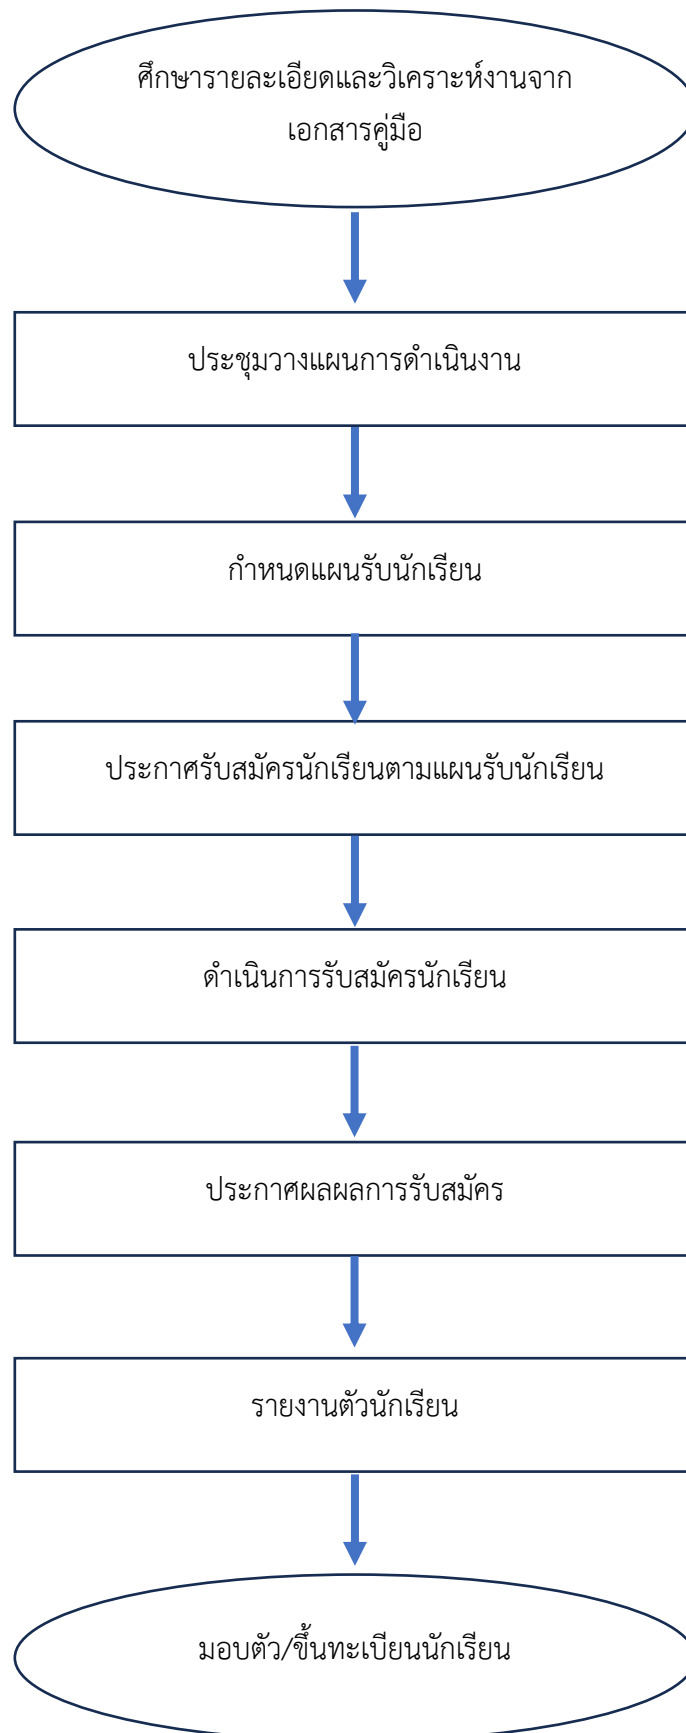 ศึกษารายละเอียดและวิเคราะห์งานจาก
เอกสารคู่มือ
ประชุมวางแผนการดำเนินงาน
กำหนดแผนรับนักเรียน
ประกาศรับสมัครนักเรียนตามแผนรับนักเรียน
ดำเนินการรับสมัครนักเรียน
ประกาศผลผลการรับสมัคร
รายงานตัวนักเรียน
มอบตัว/ขึ้นทะเบียนนักเรียน